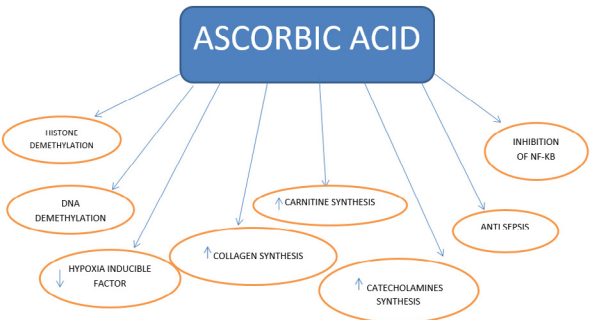 ASCORBIC ACID
HISTONE
DEMETHYLATION
DNA
DEMETHYLATION
HYPOXIA INDUCIBLE
FACTOR
COLLAGEN SYNTHESIS
CARNITINE SYNTHESIS
CATECHOLAMINES
SYNTHESIS
ANTI SEPSIS
INHIBITION
OF NF-KB